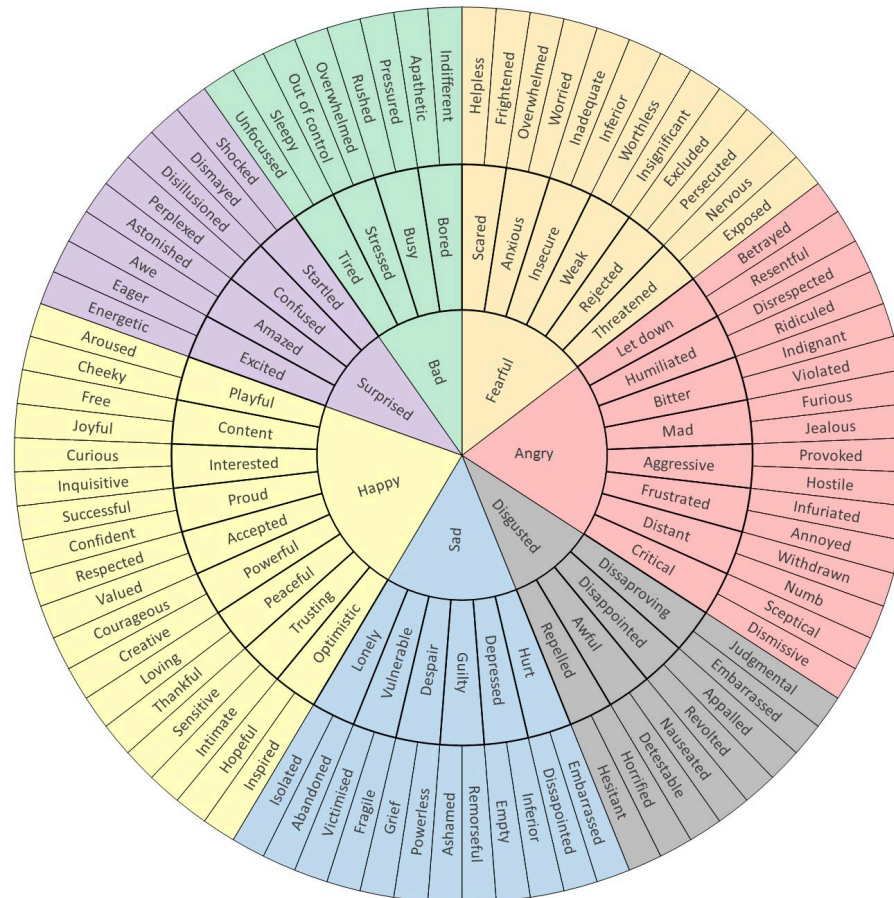 Fearful
Angry
Disgusted
Sad
Happy
Surprised
Bad
Scared
Anxious
Insecure
Weak
Rejected
Threatened
Let down
Humiliated
Bitter
Mad
Aggressive
Frustrated
Distant
Critical
Dissaproving
Disappointed
Awful
Repelled
Hurt
Depressed
Guilty
Despair
Vulnerable
Lonely
Optimistic
Trusting
Peaceful
Powerful
Accepted
Proud
Interested
Content
Playful
Excited
Amazed
Confused
Startled
Tired
Stressed
Busy
Bored
Helpless
Frightened
Overwhelmed
Worried
Inadequate
Inferior
Worthless
Insignificant
Excluded
Persecuted
Nervous
Exposed
Betrayed
Resentful
Disrespected
Ridiculed
Indignant
Violated
Furious
Jealous
Provoked
Hostile
Infuriated
Annoyed
Withdrawn
Numb
Sceptical
Dismissive
Judgmental
Embarrassed
Appalled
Revolted
Nauseated
Detestable
Horrified
Hesitant
Embarrassed
Dissapointed
Inferior
Empty
Remorseful
Ashamed
Powerless
Grief
Fragile
Victimised
Abandoned
Isolated
Inspired
Hopeful
Intimate
Sensitive
Thankful
Loving
Creative
Courageous
Valued
Respected
Confident
Successful
Inquisitive
Curious
Joyful
Free
Cheeky
Aroused
Energetic
Eager
Awe
Astonished
Perplexed
Disillusioned
Dismayed
Shocked
Unfocussed
Sleepy
Out of control
Overwhelmed
Rushed
Pressured
Apathetic
Indifferent